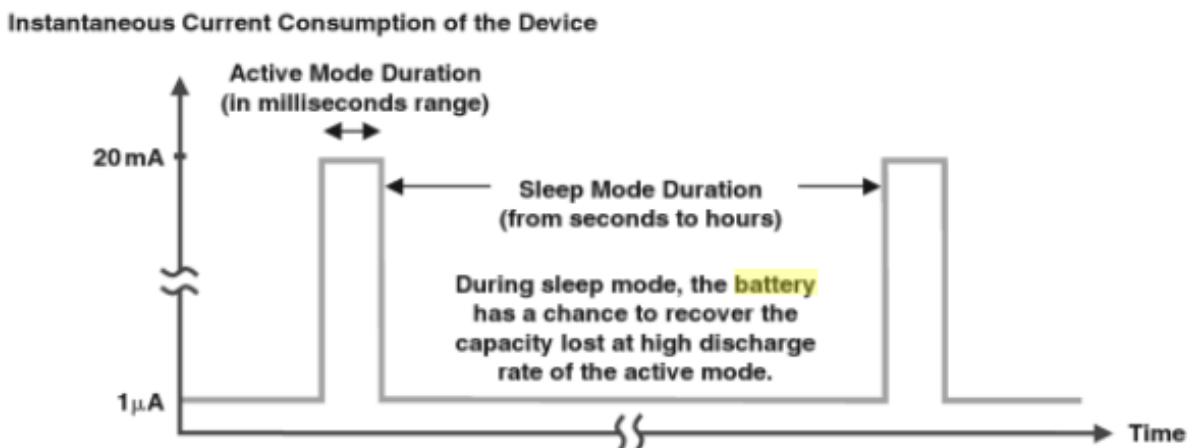 Instantaneous Current Consumption of the Device
Active Mode Duration
(in milliseconds range)
20 mA
Sleep Mode Duration
(from seconds to hours)
During sleep mode, the battery
has a chance to recover the
capacity lost at high discharge
rate of the active mode.
1μA
Time